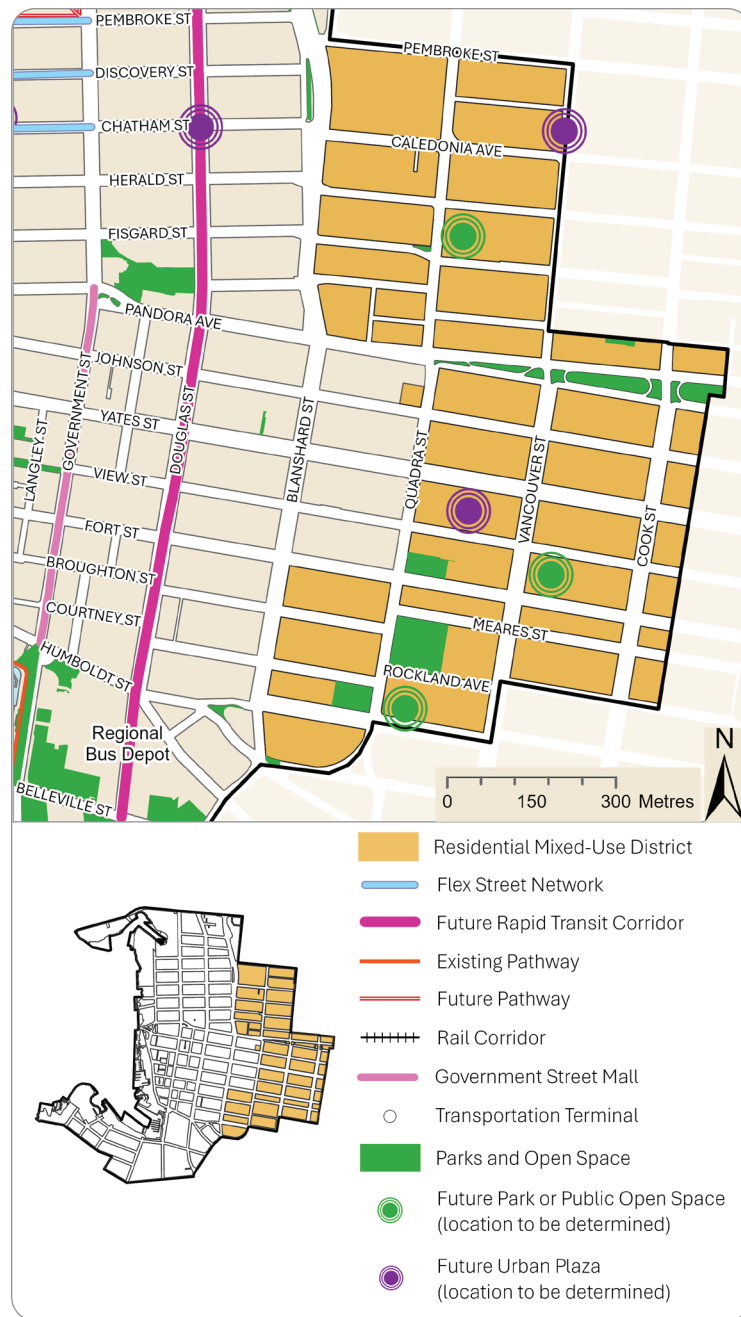 PEMBROKE ST
DISCOVERY ST
CHATHAM ST
HERALD ST
FISGARD ST
PEMBROKE ST
CALEDONIA AVE
PANDORA AVE
JOHNSON ST
YATES ST
VIEW ST
FORT ST
BROUGHTON ST
COURTNEY ST
HUMBOLDT ST
LANGLEY ST
GOVERNMENT ST
DOUGLAS ST
BLANSHARD ST
QUADRA ST
VANCOUVER ST
COOK ST
MEARES ST
ROCKLAND AVE
Regional
Bus Depot
BELLEVILLE ST
N
0 150 300 Metres
Residential Mixed-Use District
Flex Street Network
Future Rapid Transit Corridor
Existing Pathway
Future Pathway
Rail Corridor
Government Street Mall
Transportation Terminal
Parks and Open Space
Future Park or Public Open Space
(location to be determined)
Future Urban Plaza
(location to be determined)